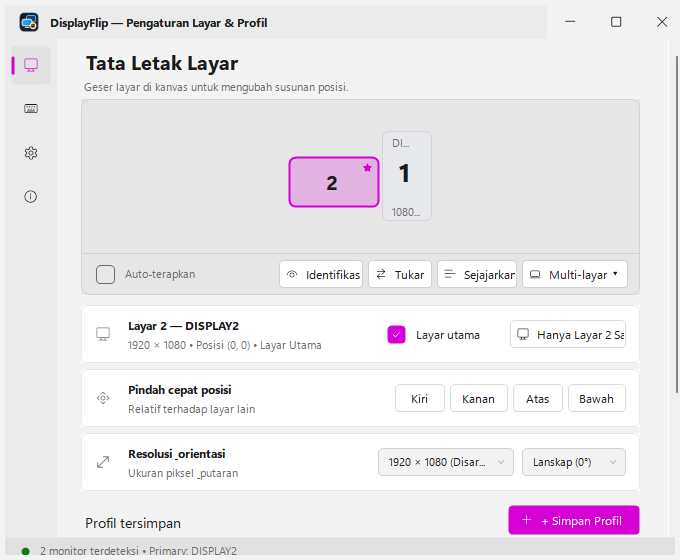 DisplayFlip — Pengaturan Layar & Profil
Tata Letak Layar
Geser layar di kanvas untuk mengubah susunan posisi.
2
DI...
1
1080...
Auto-terapkan
Identifikas
Tukar
Sejajarkan
Multi-layar
Layar 2 — DISPLAY2
1920 × 1080 • Posisi (0, 0) • Layar Utama
Layar utama
Hanya Layar 2 Sa
Pindah cepat posisi
Relatif terhadap layar lain
Kiri
Kanan
Atas
Bawah
Resolusi _orientasi
Ukuran piksel _putaran
1920 × 1080 (Disar...
Lanskap (0°)
Profil tersimpan
+ Simpan Profil
2 monitor terdeteksi • Primary: DISPLAY2